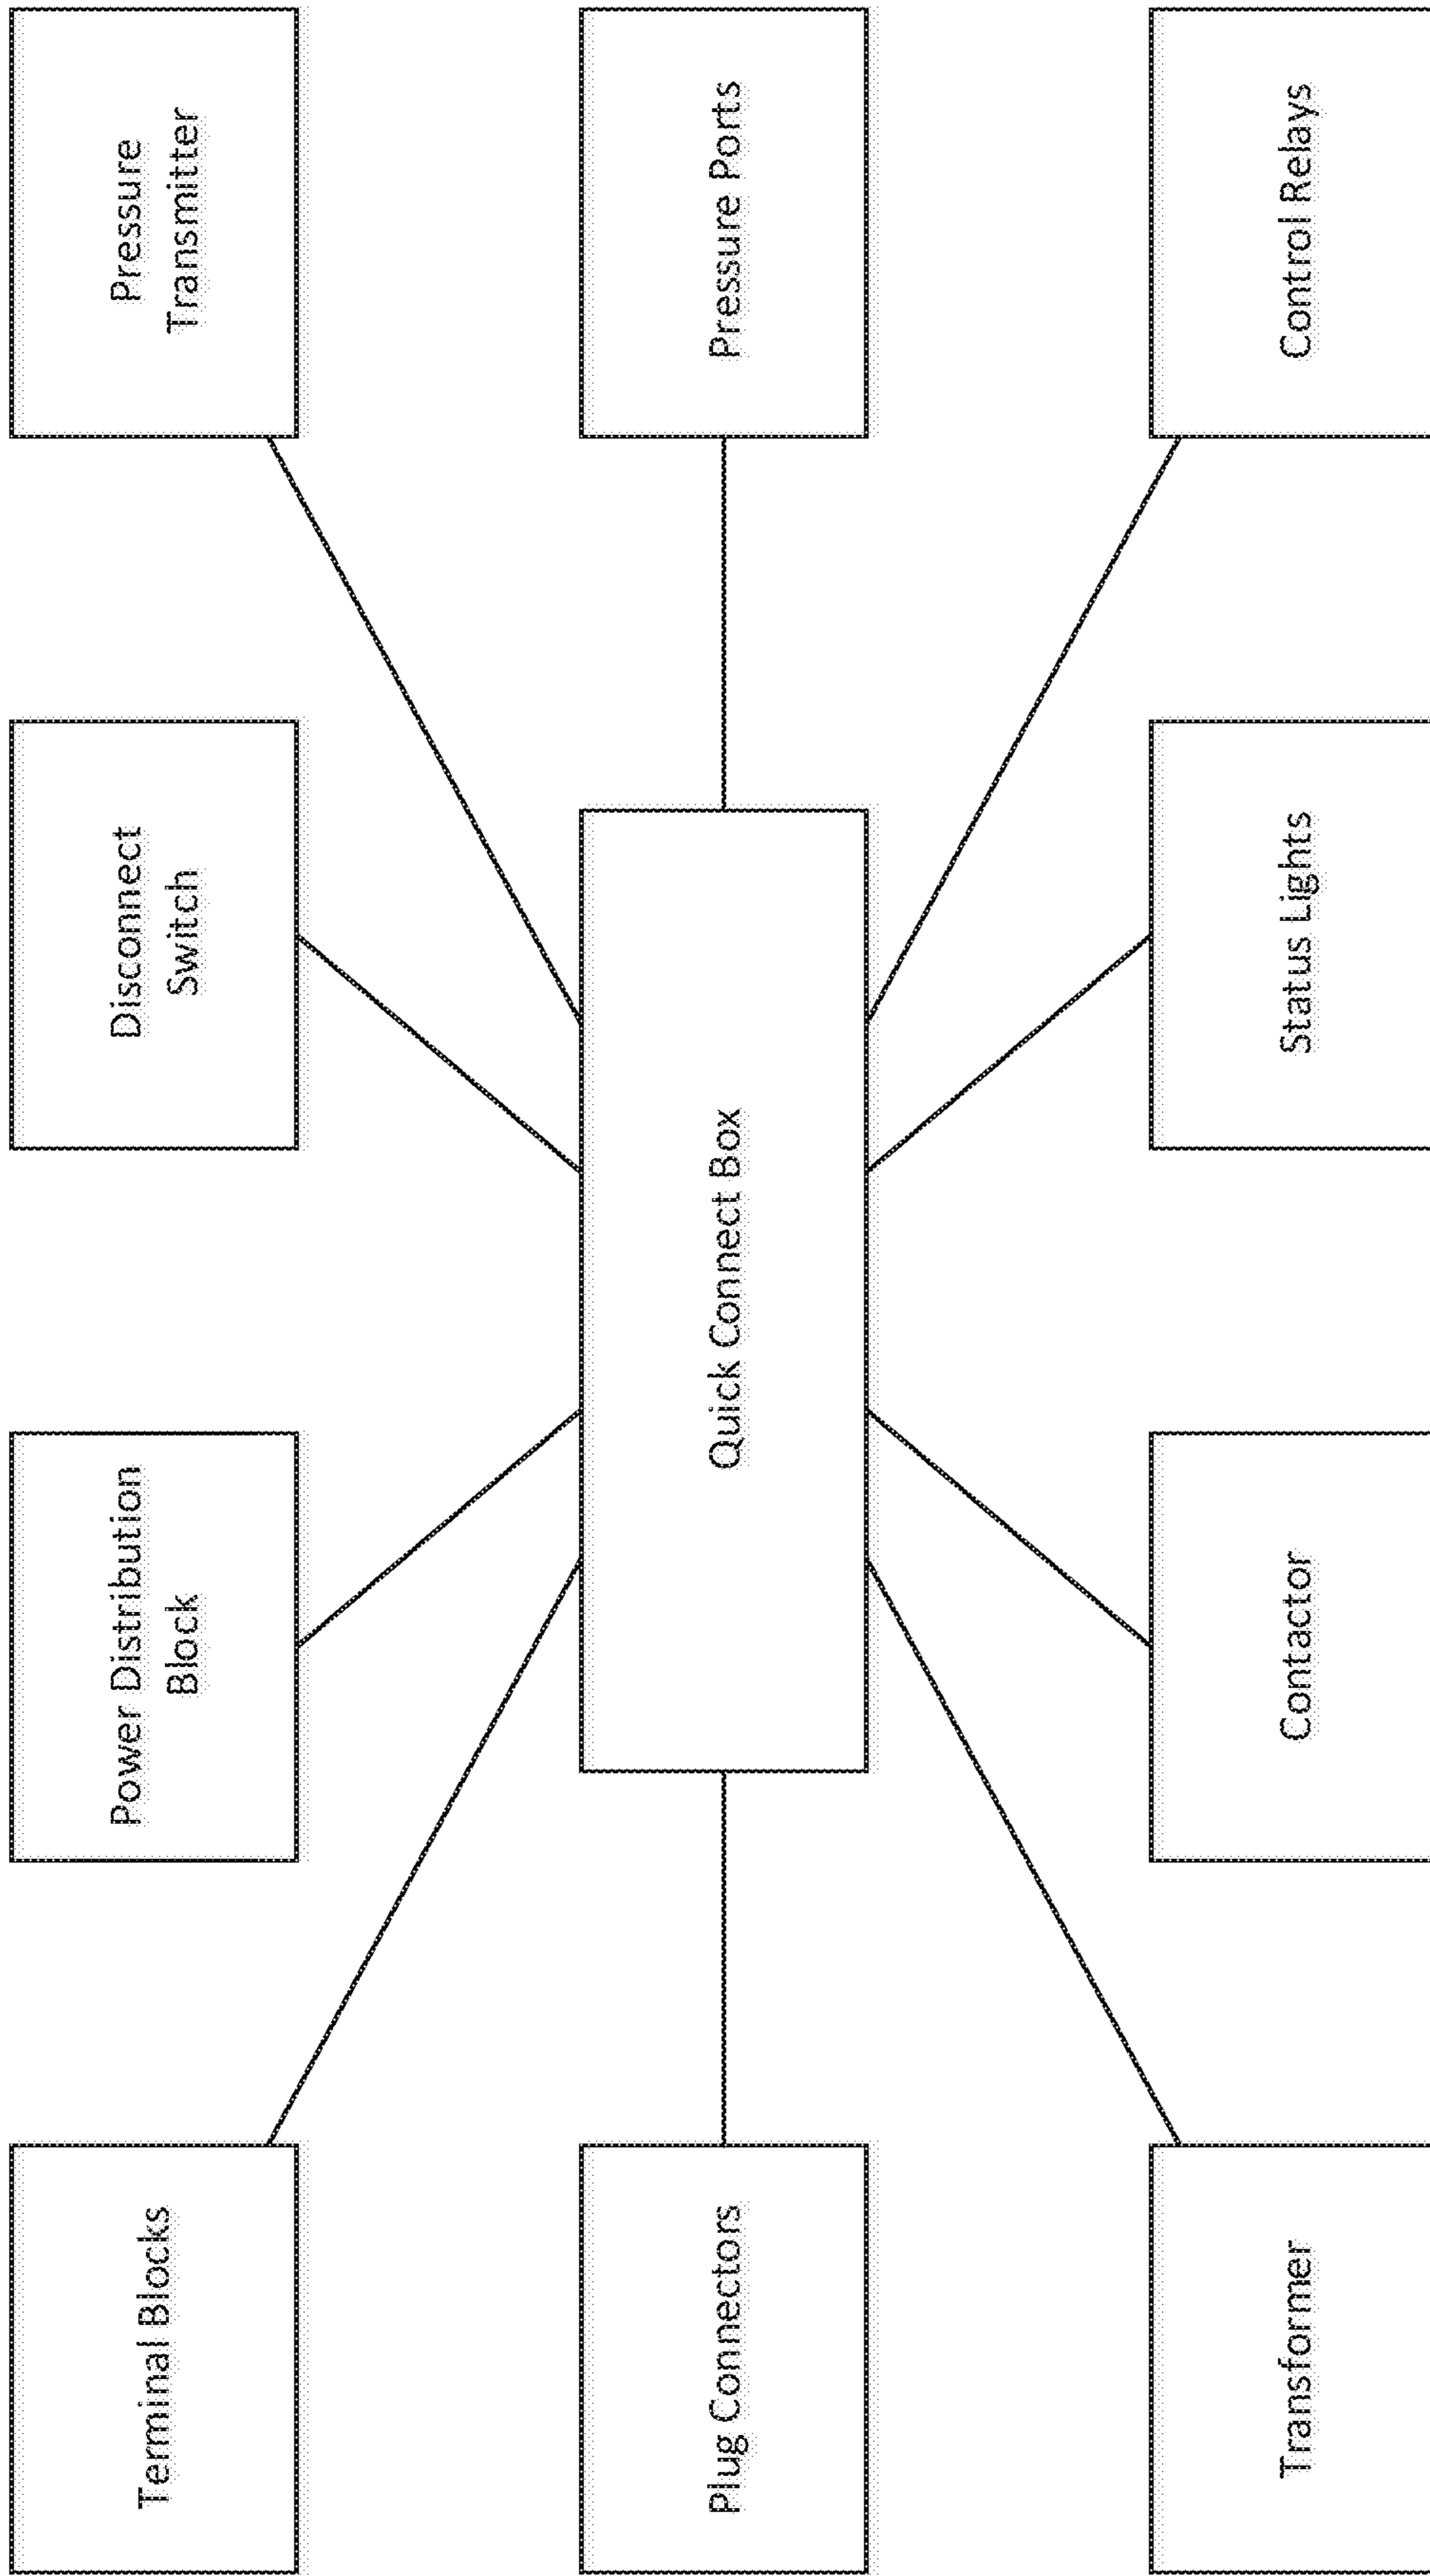 Terminal Blocks
Power Distribution
Block
Disconnect
Switch
Pressure
Transmitter
Plug Connectors
Quick Connect Box
Pressure Ports
Transformer
Contactor
Status Lights
Control Relays